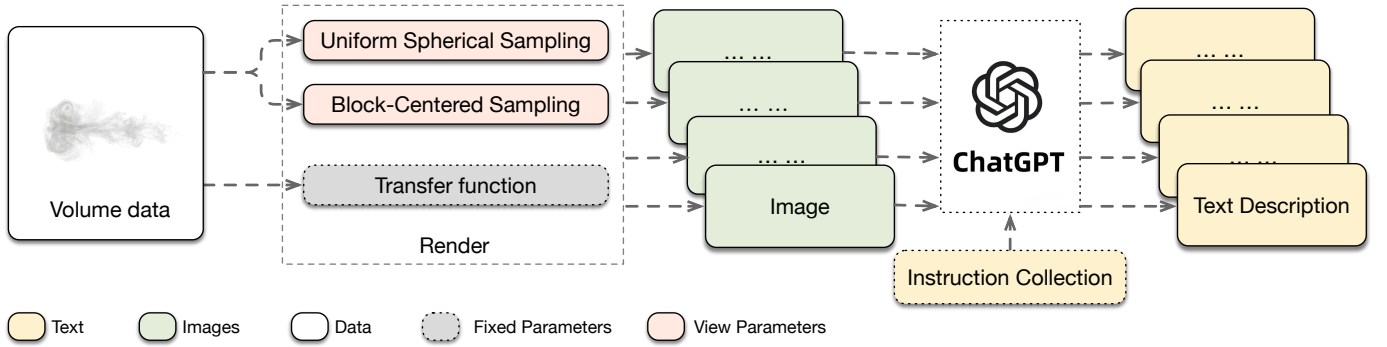 Uniform Spherical Sampling
Block-Centered Sampling
Transfer function
Render
Volume data
... ...
... ...
... ...
Image
ChatGPT
Instruction Collection
... ...
... ...
... ...
Text Description
Text
Images
Data
Fixed Parameters
View Parameters